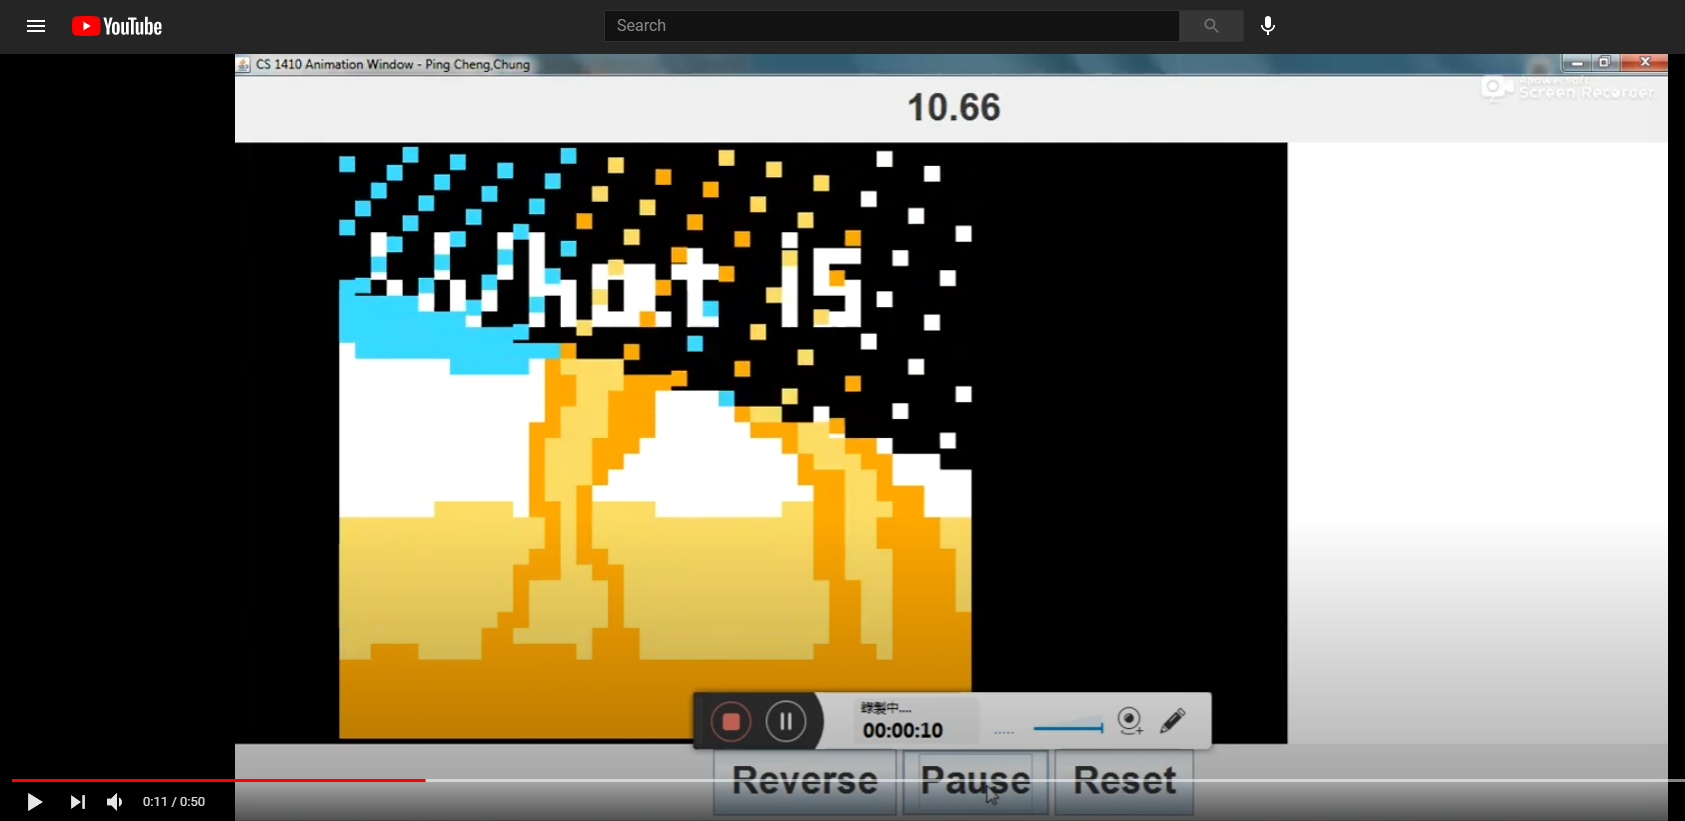 YouTube
Search
CS 1410 Animation Window - Ping Cheng,Chung
10.66
Apowersoft
Screen Recorder
What is
錄製中....
00:00:10
Reverse
Pause
Reset
0:11 / 0:50